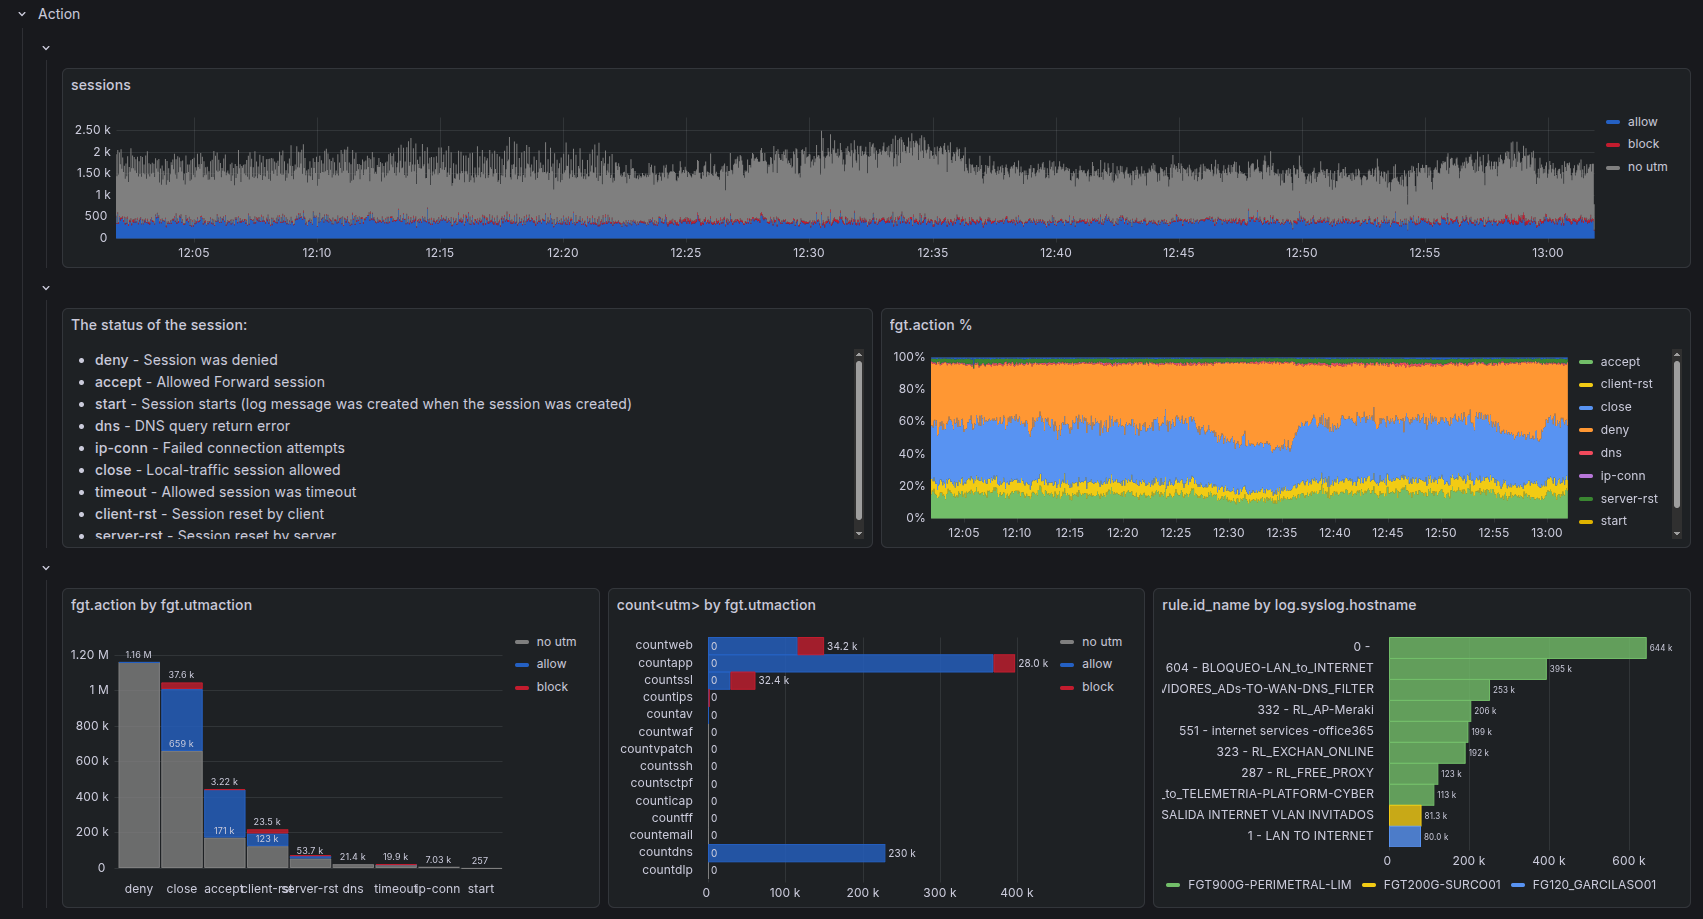 Action
sessions
2.50 k
2 k
1.50 k
1 k
500
0
12:05 12:10 12:15 12:20 12:25 12:30 12:35 12:40 12:45 12:50 12:55 13:00
allow
block
no utm
The status of the session:
deny - Session was denied
accept - Allowed Forward session
start - Session starts (log message was created when the session was created)
dns - DNS query return error
ip-conn - Failed connection attempts
close - Local-traffic session allowed
timeout - Allowed session was timeout
client-rst - Session reset by client
server-rst - Session reset by server
fgt.action %
100%
80%
60%
40%
20%
0%
12:05 12:10 12:15 12:20 12:25 12:30 12:35 12:40 12:45 12:50 12:55 13:00
accept
client-rst
close
deny
dns
ip-conn
server-rst
start
fgt.action by fgt.utmaction
1.20 M
1 M
800 k
600 k
400 k
200 k
0
1.16 M
37.6 k
659 k
3.22 k
171 k
23.5 k
123 k
53.7 k
21.4 k
19.9 k
7.03 k
257
deny close accept client-rst server-rst dns timeout ip-conn start
no utm
allow
block
count<utm> by fgt.utmaction
countweb 0 34.2 k
countapp 0 28.0 k
countssl 0 32.4 k
countips 0
countav 0
countwaf 0
countvpatch 0
countssh 0
countsctpf 0
counticap 0
countff 0
countemail 0
countdns 0 230 k
countdlp 0
0 100 k 200 k 300 k 400 k
no utm
allow
block
rule.id_name by log.syslog.hostname
0 - 644 k
604 - BLOQUEO-LAN_to_INTERNET 395 k
VIDORES_ADs-TO-WAN-DNS_FILTER 253 k
332 - RL_AP-Meraki 206 k
551 - internet services -office365 199 k
323 - RL_EXCHAN_ONLINE 192 k
287 - RL_FREE_PROXY 123 k
_to_TELEMETRIA-PLATFORM-CYBER 113 k
SALIDA INTERNET VLAN INVITADOS 81.3 k
1 - LAN TO INTERNET 80.0 k
0 200 k 400 k 600 k
FGT900G-PERIMETRAL-LIM FGT200G-SURCO01 FG120_GARCILASO01